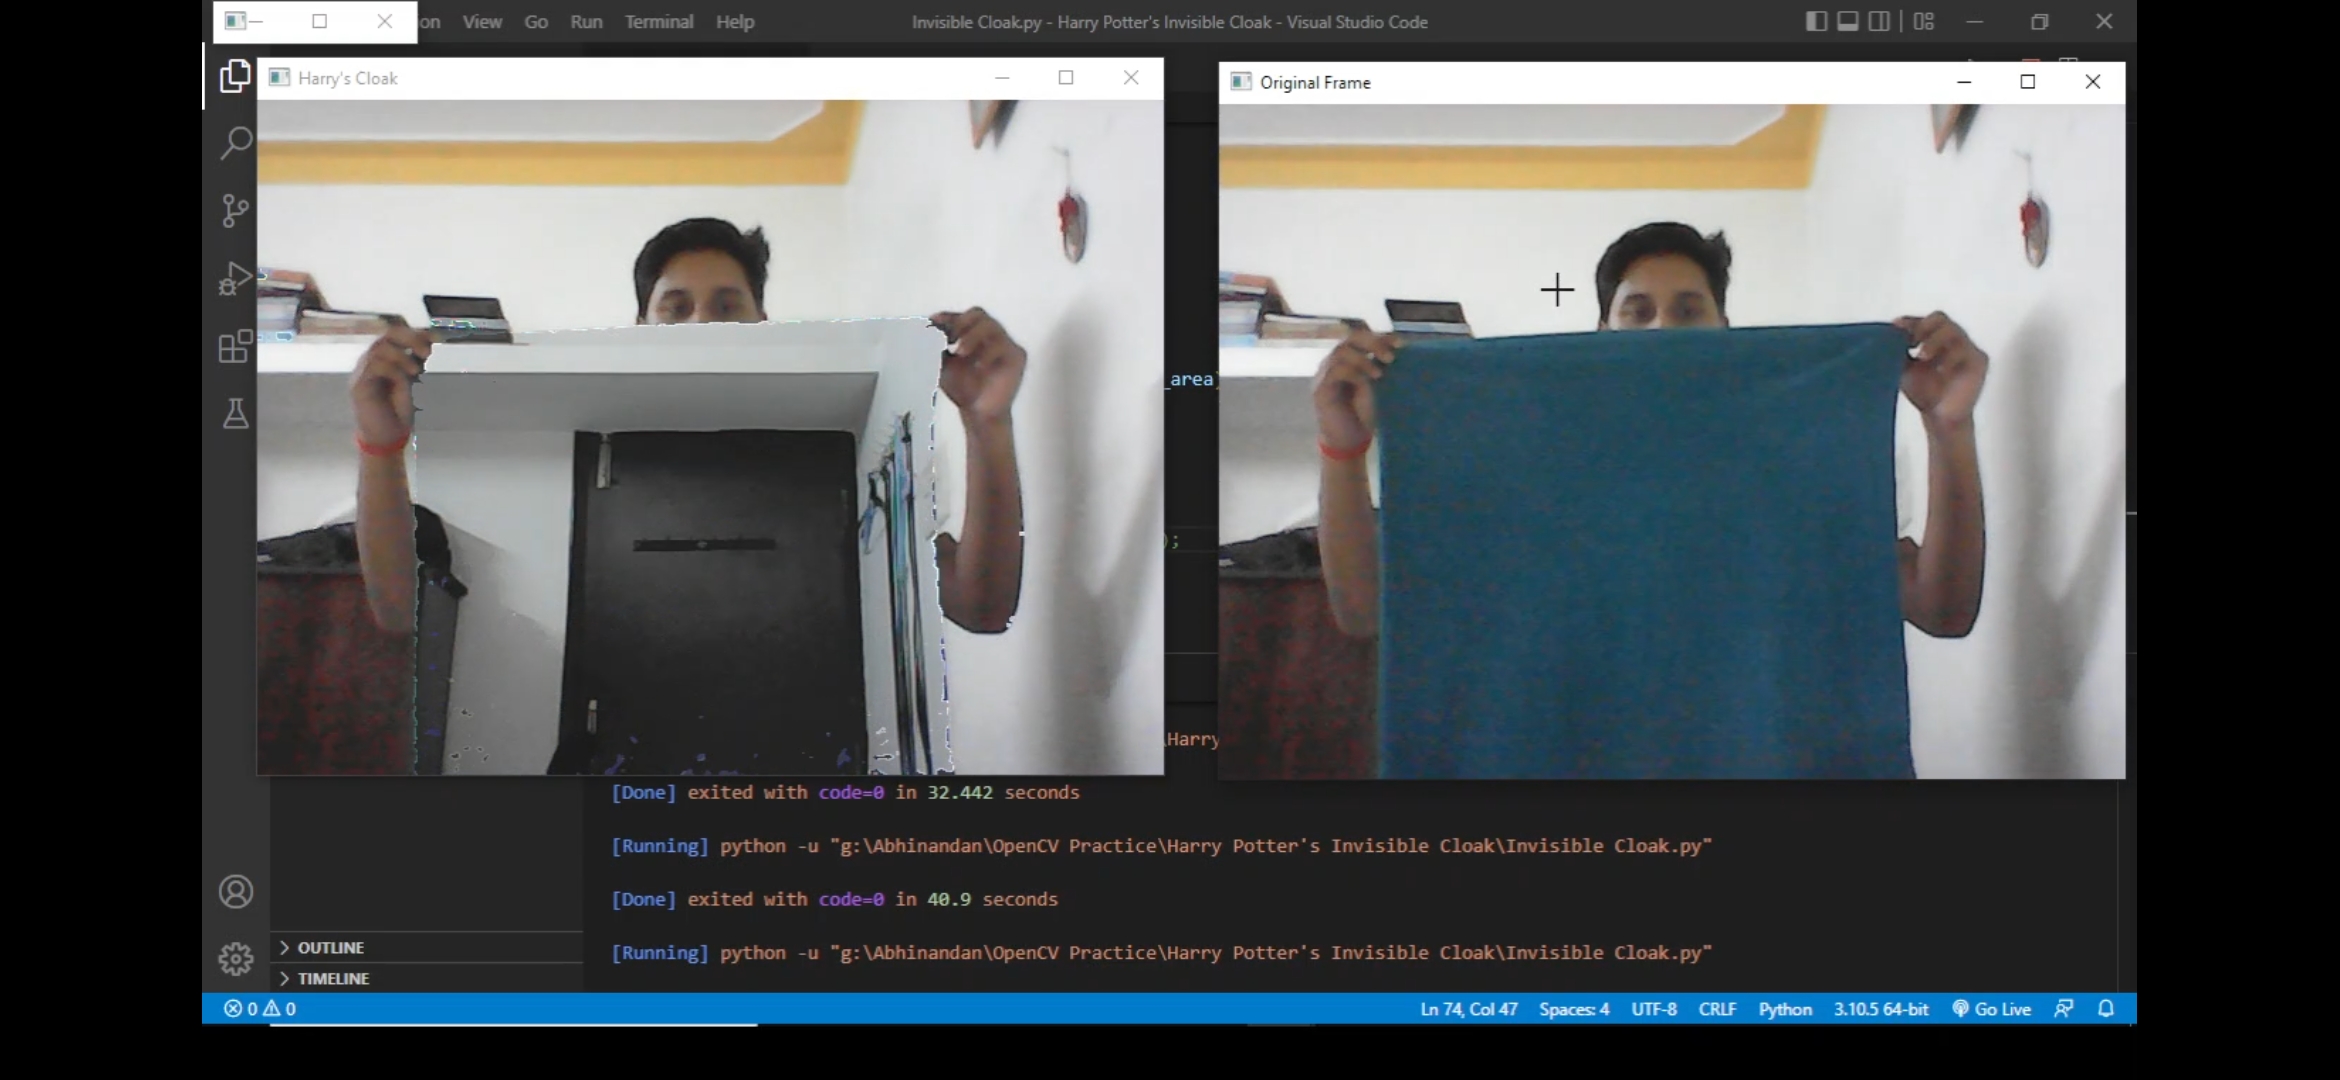 on View Go Run Terminal Help Invisible Cloak.py - Harry Potter's Invisible Cloak - Visual Studio Code
Harry's Cloak
Original Frame
_area
);
\Harry
[Done] exited with code=0 in 32.442 seconds
[Running] python -u "g:\Abhinandan\OpenCV Practice\Harry Potter's Invisible Cloak\Invisible Cloak.py"
[Done] exited with code=0 in 40.9 seconds
[Running] python -u "g:\Abhinandan\OpenCV Practice\Harry Potter's Invisible Cloak\Invisible Cloak.py"
OUTLINE
TIMELINE
0 0 Ln 74, Col 47 Spaces: 4 UTF-8 CRLF Python 3.10.5 64-bit Go Live